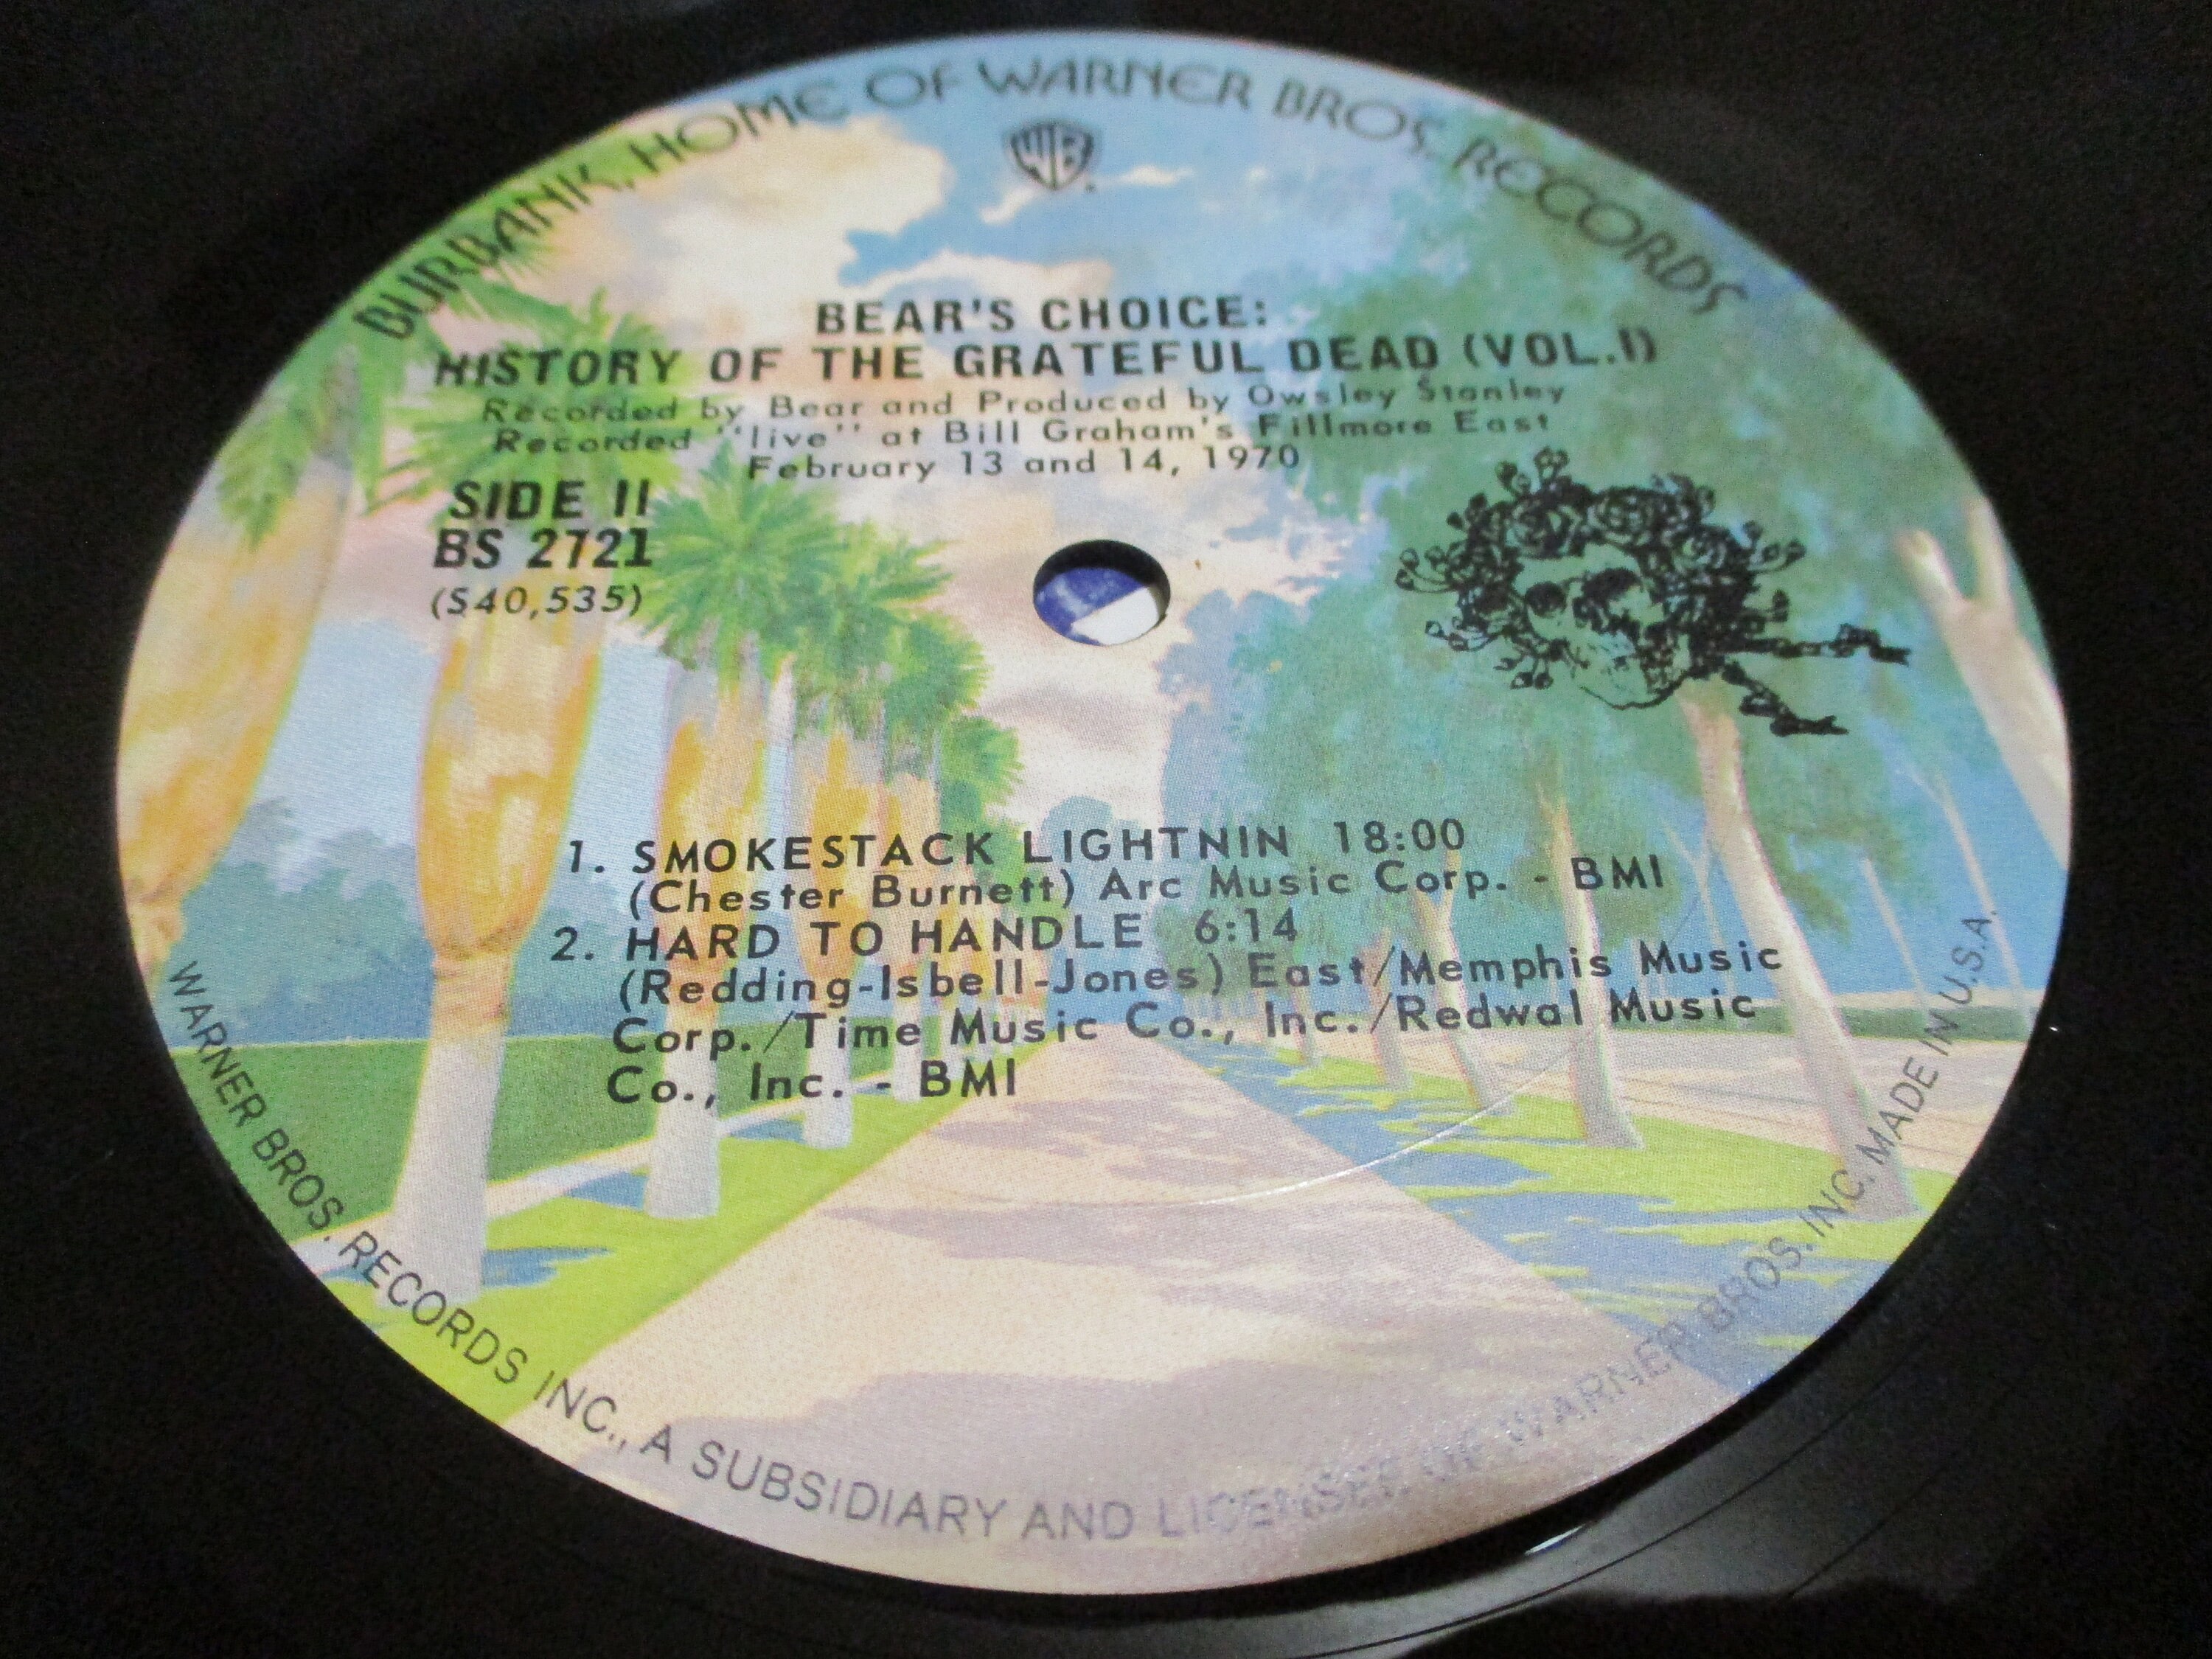 BURBANK, HOME OF WARNER BROS. RECORDS
WB
BEAR'S CHOICE:
HISTORY OF THE GRATEFUL DEAD (VOL.I)
Recorded by Bear and Produced by Owsley Stanley
Recorded "live" at Bill Graham's Fillmore East
February 13 and 14, 1970
SIDE II
BS 2721
(S40,535)
1. SMOKESTACK LIGHTNIN 18:00
(Chester Burnett) Arc Music Corp. - BMI
2. HARD TO HANDLE 6:14
(Redding-Isbell-Jones) East/Memphis Music
Corp./Time Music Co., Inc./Redwal Music
Co., Inc. - BMI
WARNER BROS. RECORDS INC., A SUBSIDIARY AND LICENSEE OF WARNER BROS. INC. MADE IN U.S.A.